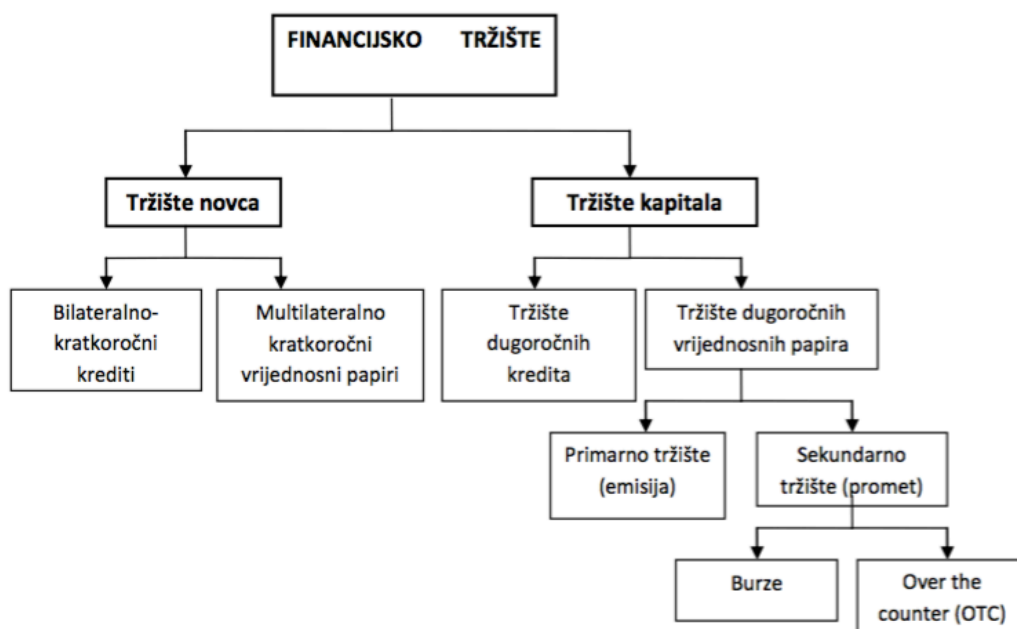 FINANCIJSKO TRŽIŠTE
Tržište novca
Tržište kapitala
Bilateralno-
kratkoročni
krediti
Multilateralno
kratkoročni
vrijednosni papiri
Tržište
dugoročnih
kredita
Tržište dugoročnih
vrijednosnih papira
Primarno tržište
(emisija)
Sekundarno
tržište (promet)
Burze
Over the
counter (OTC)